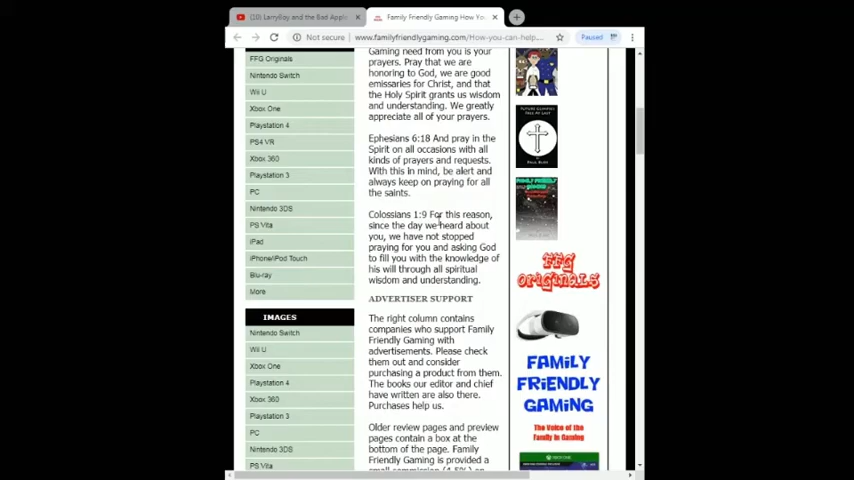 (10) LarryBoy and the Bad Apple
Family Friendly Gaming How Yo
Not secure
www.familyfriendlygaming.com/How-you-can-help....
Paused
FFG Originals
Nintendo Switch
Wii U
Xbox One
Playstation 4
PS4 VR
Xbox 360
Playstation 3
PC
Nintendo 3DS
PS Vita
iPad
iPhone/iPod Touch
Blu-ray
More
IMAGES
Nintendo Switch
Wii U
Xbox One
Playstation 4
Xbox 360
Playstation 3
PC
Nintendo 3DS
PS Vita
Gaming need from you is your
prayers. Pray that we are
honoring to God, we are good
emissaries for Christ, and that
the Holy Spirit grants us wisdom
and understanding. We greatly
appreciate all of your prayers.
Ephesians 6:18 And pray in the
Spirit on all occasions with all
kinds of prayers and requests.
With this in mind, be alert and
always keep on praying for all
the saints.
Colossians 1:9 For this reason,
since the day we heard about
you, we have not stopped
praying for you and asking God
to fill you with the knowledge of
his will through all spiritual
wisdom and understanding.
ADVERTISER SUPPORT
The right column contains
companies who support Family
Friendly Gaming with
advertisements. Please check
them out and consider
purchasing a product from them.
The books our editor and chief
have written are also there.
Purchases help us.
Older review pages and preview
pages contain a box at the
bottom of the page. Family
Friendly Gaming is provided a
small commission (4.5%) on
FFG
ORIGINALS
FAMILY
FRIENDLY
GAMING
The Voice of the
Family in Gaming
XBOX ONE